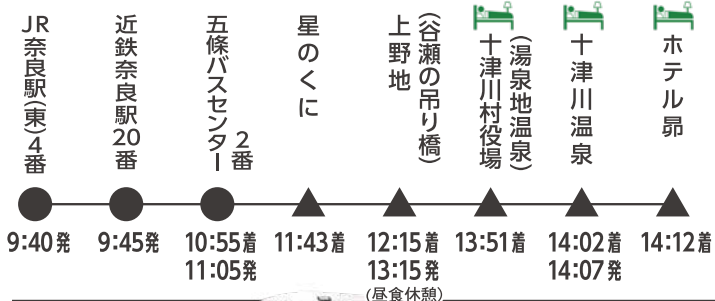 JR奈良駅(東)4番
近鉄奈良駅20番
五條バスセンター
2番
星のくに
上野地
(谷瀬の吊り橋)
十津川村役場
(湯泉地温泉)
十津川温泉
ホテル昴
9:40発
9:45発
10:55着
11:05発
11:43着
12:15着
13:15発
(昼食休憩)
13:51着
14:02着
14:07発
14:12着